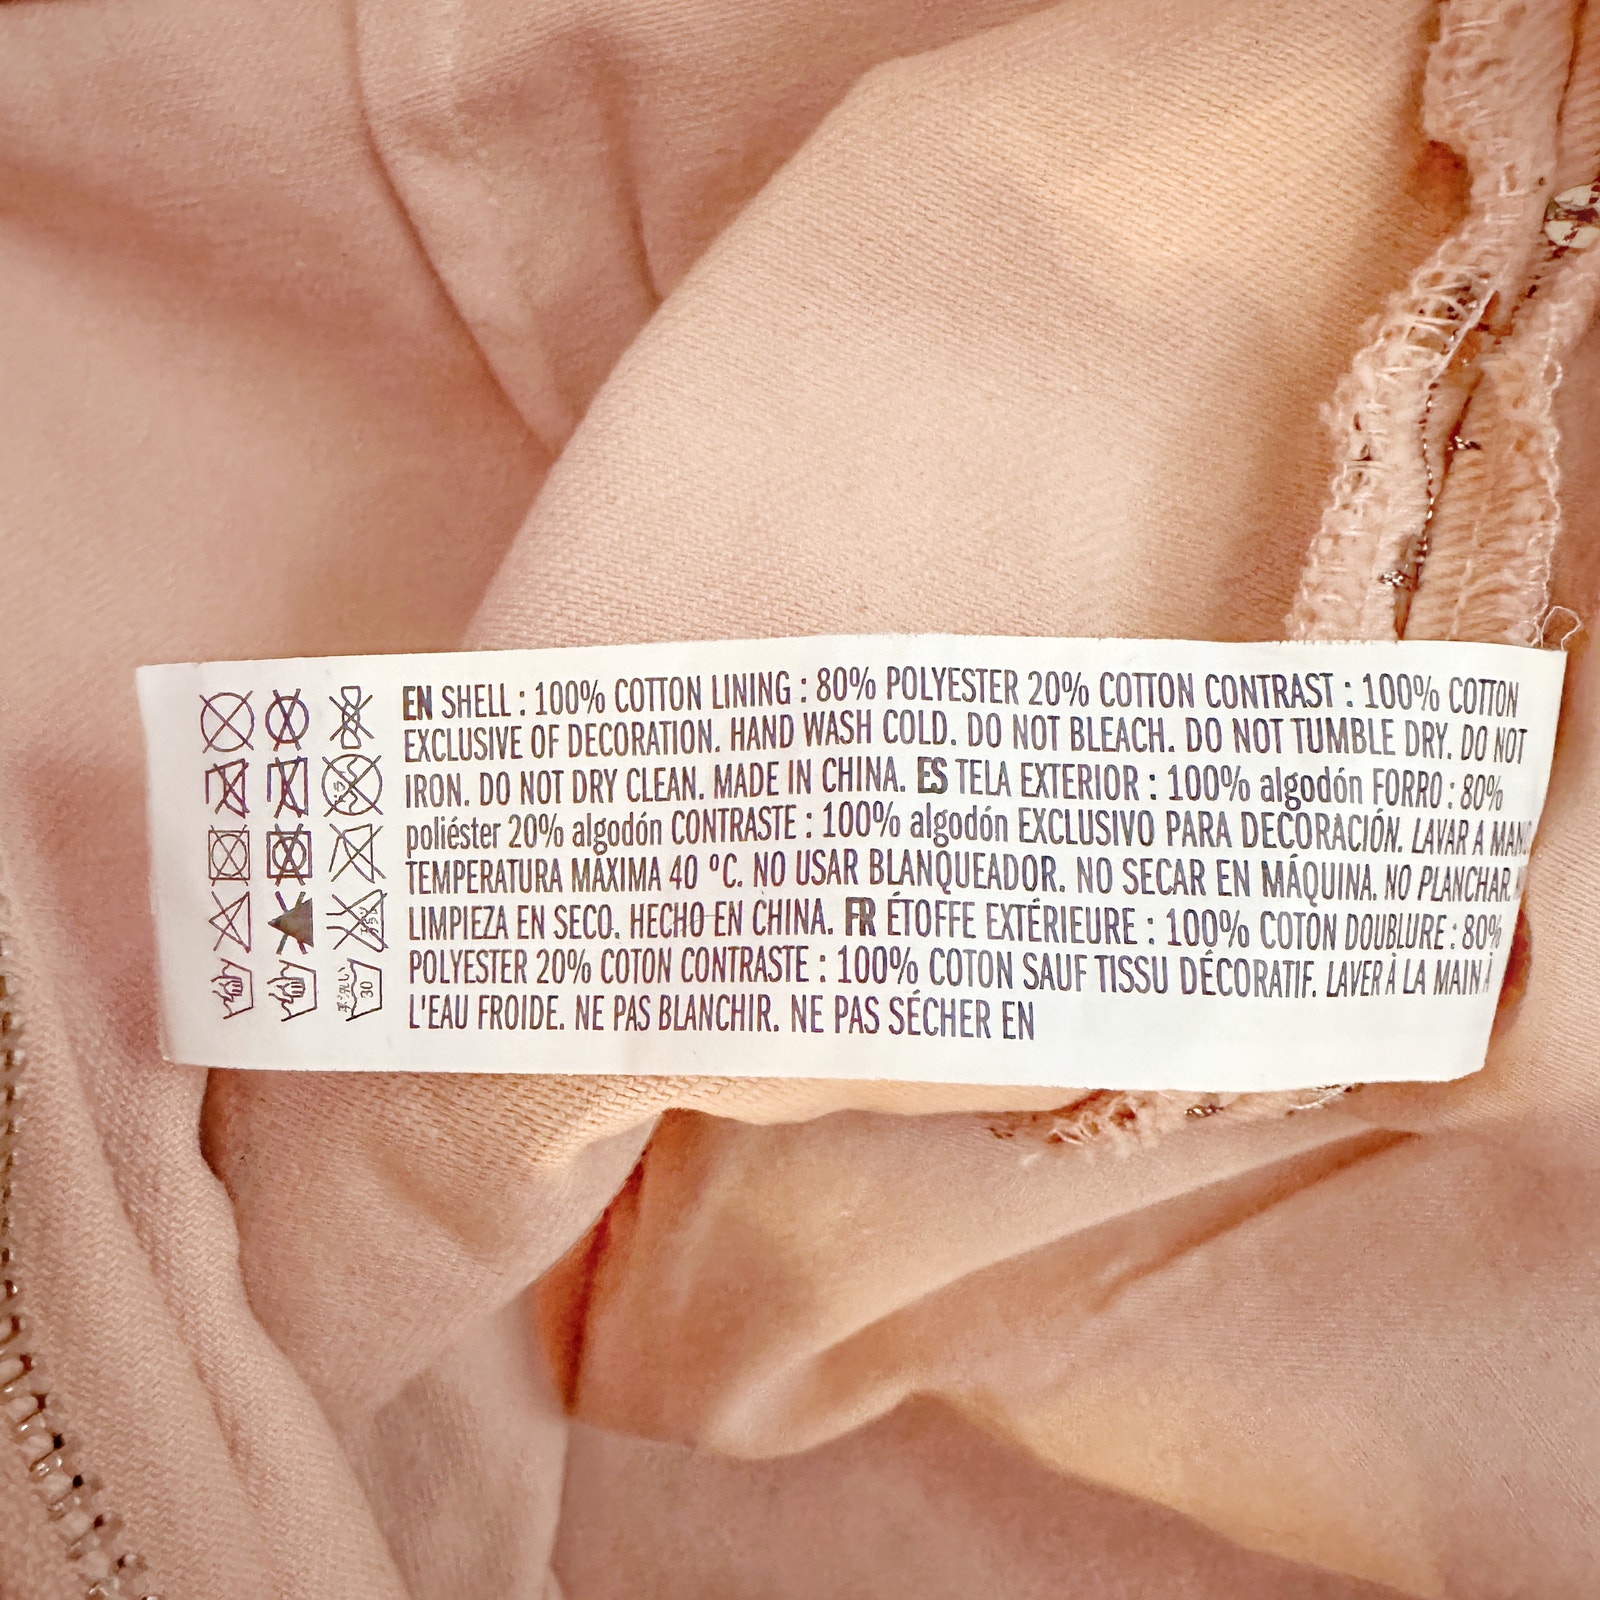 EN SHELL : 100% COTTON LINING : 80% POLYESTER 20% COTTON CONTRAST : 100% COTTON
EXCLUSIVE OF DECORATION. HAND WASH COLD. DO NOT BLEACH. DO NOT TUMBLE DRY. DO NOT
IRON. DO NOT DRY CLEAN. MADE IN CHINA. ES TELA EXTERIOR : 100% algodón FORRO : 80%
poliéster 20% algodón CONTRASTE : 100% algodón EXCLUSIVO PARA DECORACIÓN. LAVAR A MANO
TEMPERATURA MÁXIMA 40 ºC. NO USAR BLANQUEADOR. NO SECAR EN MÁQUINA. NO PLANCHAR.
LIMPIEZA EN SECO. HECHO EN CHINA. FR ÉTOFFE EXTÉRIEURE : 100% COTON DOUBLURE : 80%
POLYESTER 20% COTON CONTRASTE : 100% COTON SAUF TISSU DÉCORATIF. LAVER À LA MAIN À
L'EAU FROIDE. NE PAS BLANCHIR. NE PAS SÉCHER EN
30